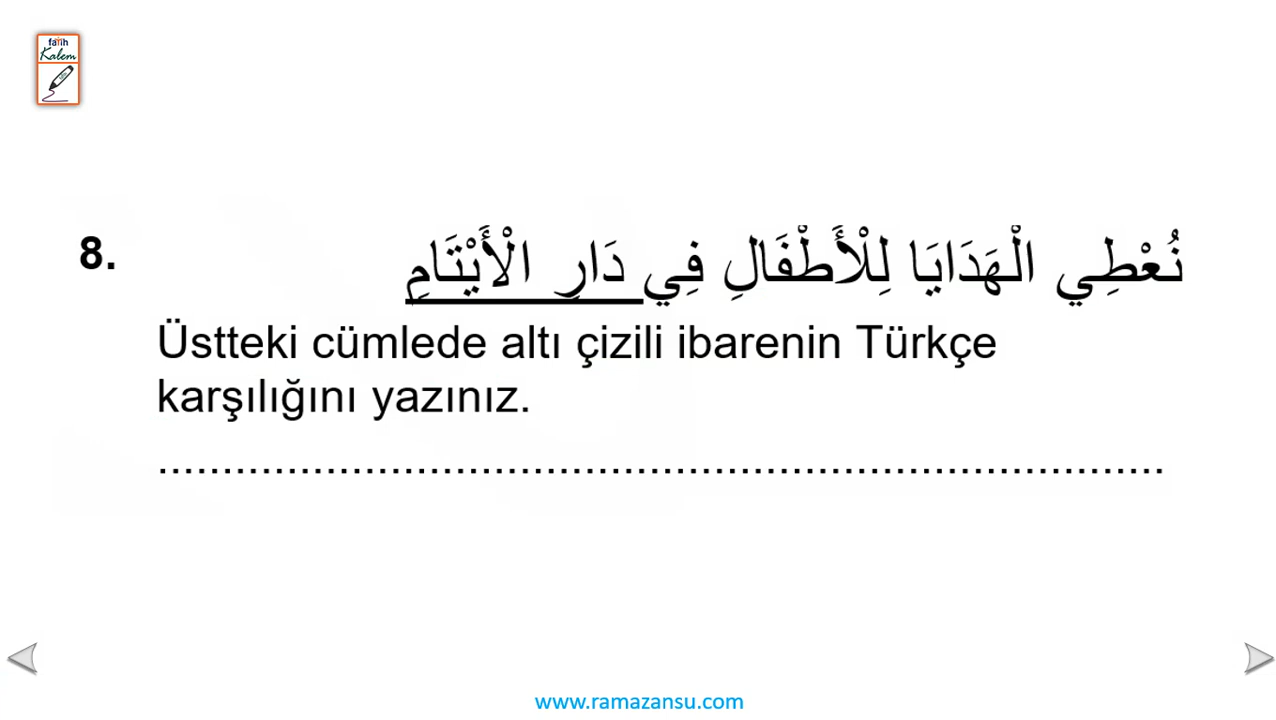 fatih
Kalem
8. نُعْطِي الْهَدَايَا لِلْأَطْفَالِ فِي دَارِ الْأَيْتَامِ
Üstteki cümlede altı çizili ibarenin Türkçe
karşılığını yazınız.
..............................................................................
www.ramazansu.com